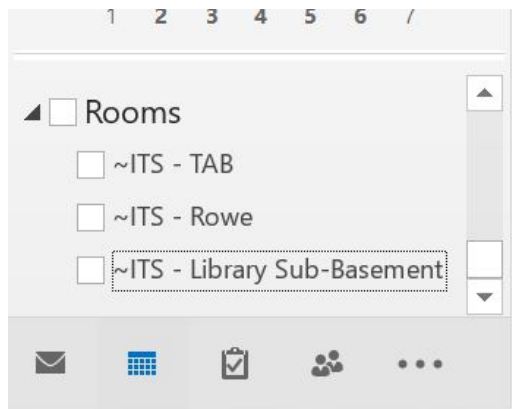 1 2 3 4 5 6 7
Rooms
~ITS - TAB
~ITS - Rowe
~ITS - Library Sub-Basement